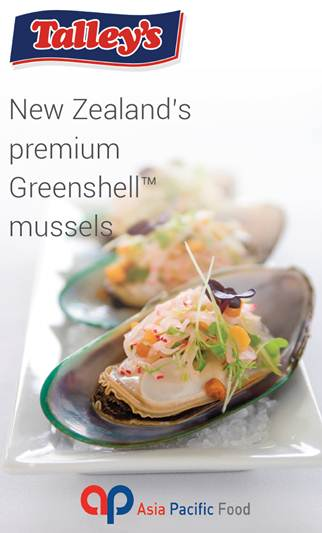 Talley's
New Zealand's
premium
Greenshell™
mussels
ap Asia Pacific Food